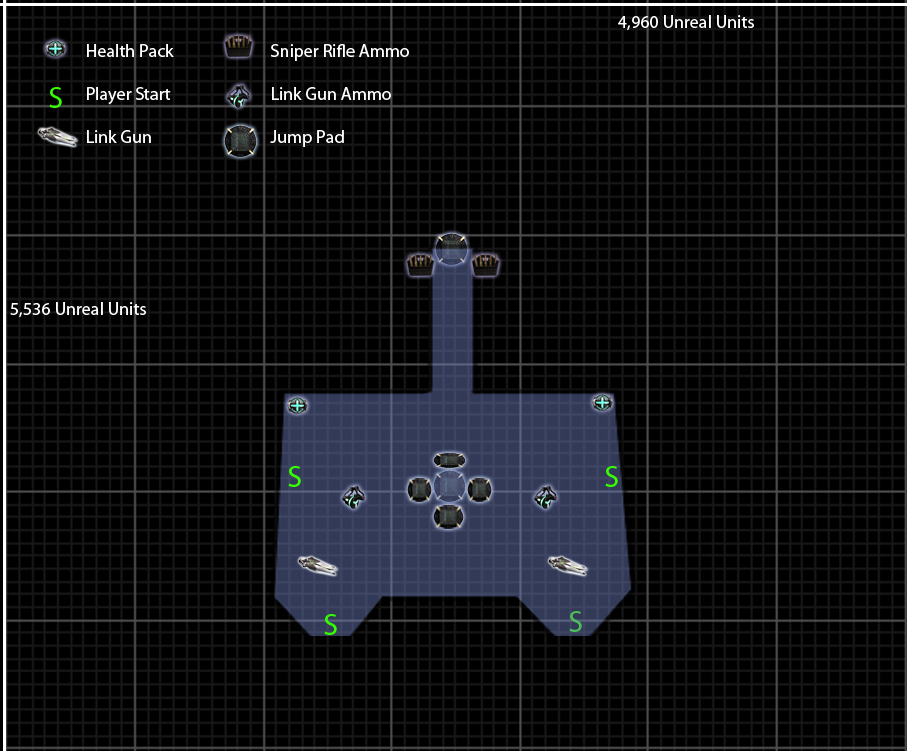 4,960 Unreal Units
Health Pack
Sniper Rifle Ammo
S
Player Start
Link Gun Ammo
Link Gun
Jump Pad
5,536 Unreal Units
S
S
S
S